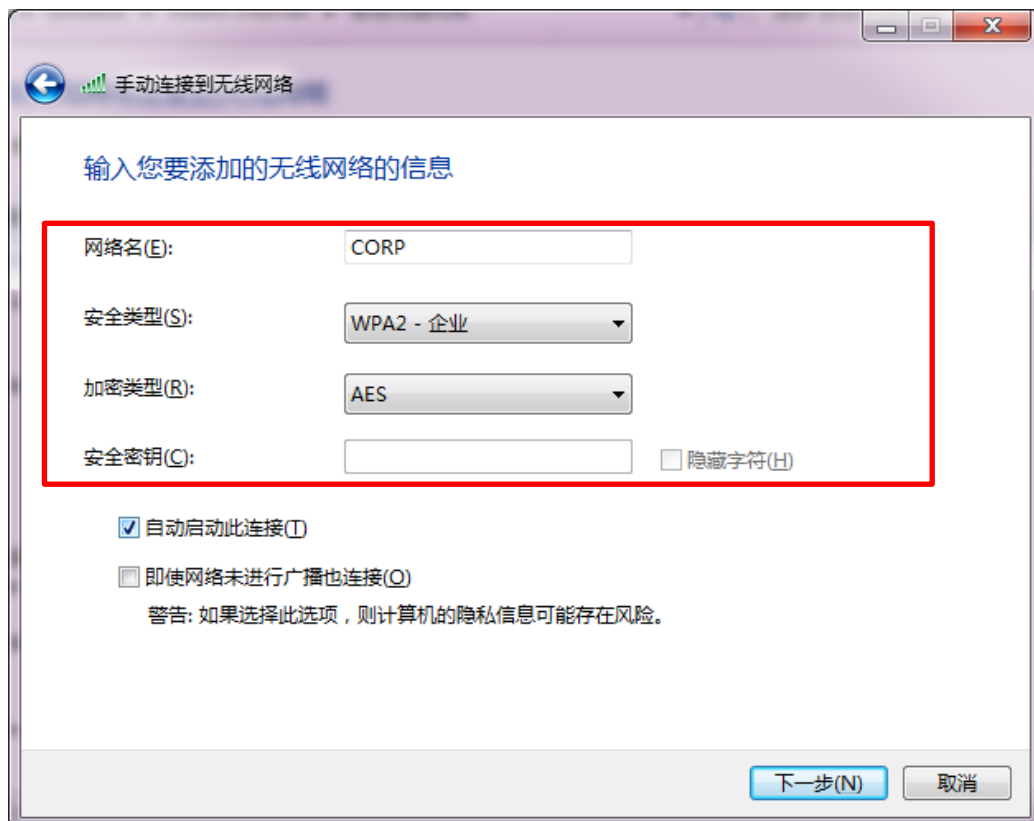 手动连接到无线网络
输入您要添加的无线网络的信息
网络名(E): CORP
安全类型(S): WPA2 - 企业
加密类型(R): AES
安全密钥(C): 隐藏字符(H)
自动启动此连接(T)
即使网络未进行广播也连接(O)
警告: 如果选择此选项，则计算机的隐私信息可能存在风险。
下一步(N) 取消